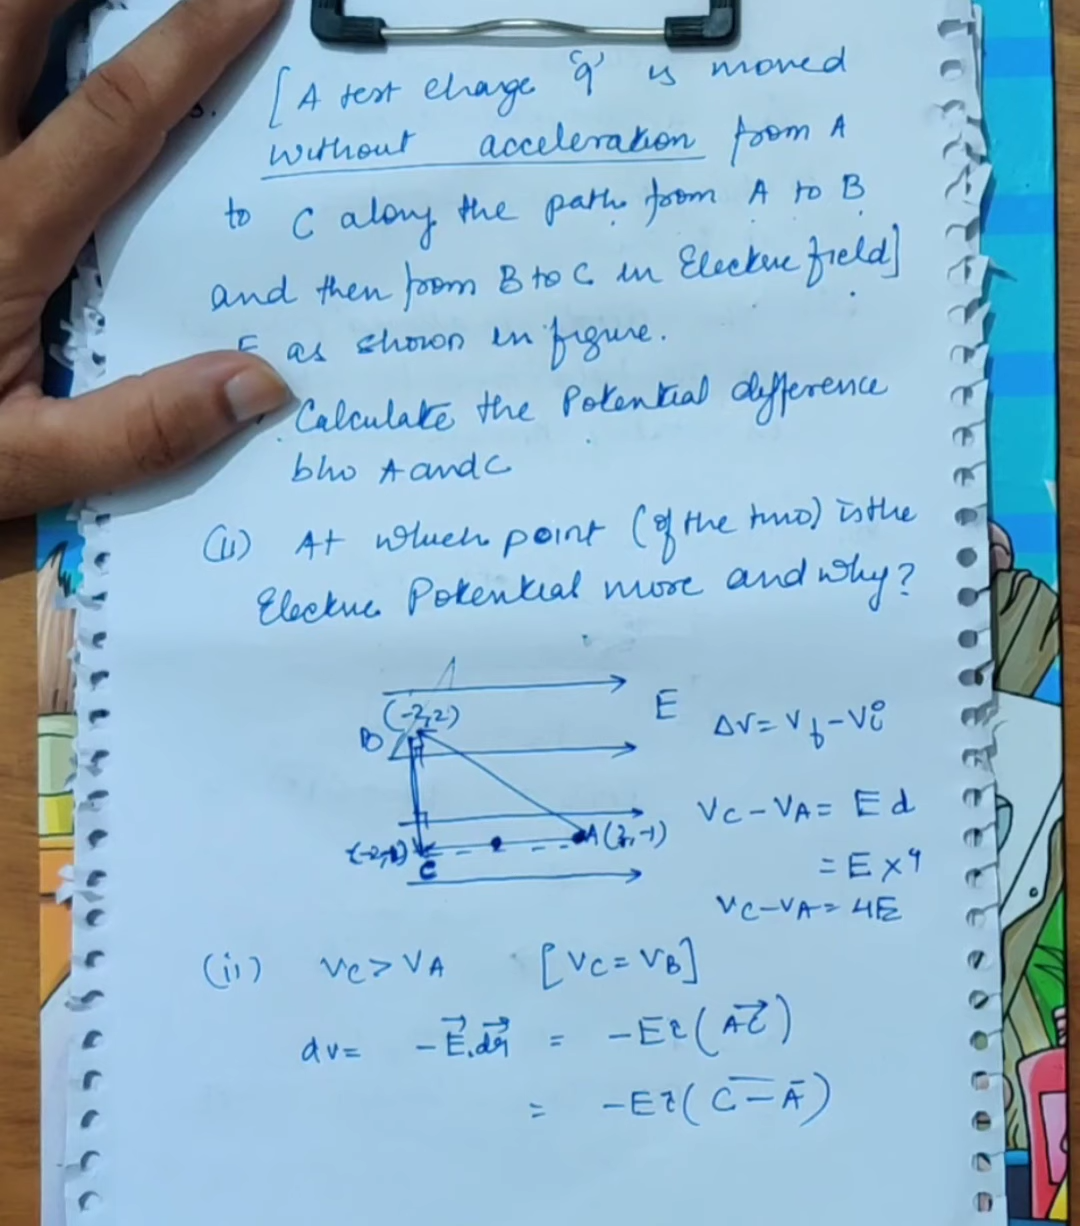 [A test charge 'q' is moved
without acceleration from A
to C along the path from A to B
and then from B to C in Electric field]
E as shown in figure.
Calculate the Potential difference
b/w A and C
(ii) At which point (of the two) is the
Electric Potential more and why?
E
(-2,2)
B
A (2,-1)
C
ΔV = Vf - Vi
VC - VA = E d
= E x 4
VC - VA = 4E
(ii) VC > VA [VC = VB]
dv = - E. dr = - E î (AC)
= - E î (C - A)